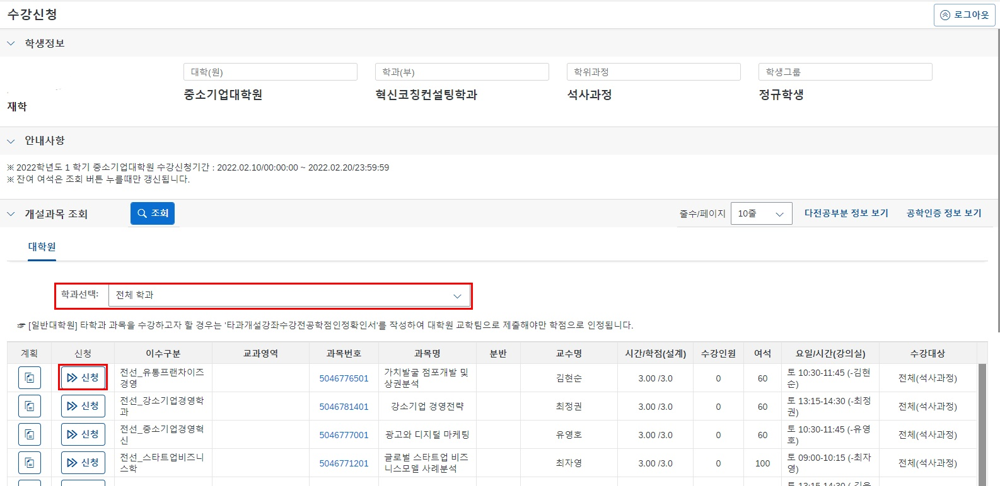 수강신청
로그아웃
학생정보
대학(원) 학과(부) 학위과정 학생그룹
중소기업대학원 혁신코칭컨설팅학과 석사과정 정규학생
재학
안내사항
※ 2022학년도 1 학기 중소기업대학원 수강신청기간 : 2022.02.10/00:00:00 ~ 2022.02.20/23:59:59
※ 잔여 여석은 조회 버튼 누를때만 갱신됩니다.
개설과목 조회 조회 줄수/페이지 10줄 다전공부분 정보 보기 공학인증 정보 보기
대학원
학과선택: 전체 학과
☞ [일반대학원] 타학과 과목을 수강하고자 할 경우는 '타과개설강좌수강전공학점인정확인서'를 작성하여 대학원 교학팀으로 제출해야만 학점으로 인정됩니다.
계획 신청 이수구분 교과영역 과목번호 과목명 분반 교수명 시간/학점(설계) 수강인원 여석 요일/시간(강의실) 수강대상
신청 전선_유통프랜차이즈 경영 5046776501 가치발굴 점포개발 및 상권분석 김현순 3.00 /3.0 0 60 토 10:30-11:45 (-김현순) 전체(석사과정)
신청 전선_강소기업경영학과 5046781401 강소기업 경영전략 최정권 3.00 /3.0 0 60 토 13:15-14:30 (-최정권) 전체(석사과정)
신청 전선_중소기업경영혁신 5046777001 광고와 디지털 마케팅 유영호 3.00 /3.0 0 60 토 10:30-11:45 (-유영호) 전체(석사과정)
신청 전선_스타트업비즈니스학 5046771201 글로벌 스타트업 비즈니스모델 사례분석 최자영 3.00 /3.0 0 100 토 09:00-10:15 (-최자영) 전체(석사과정)